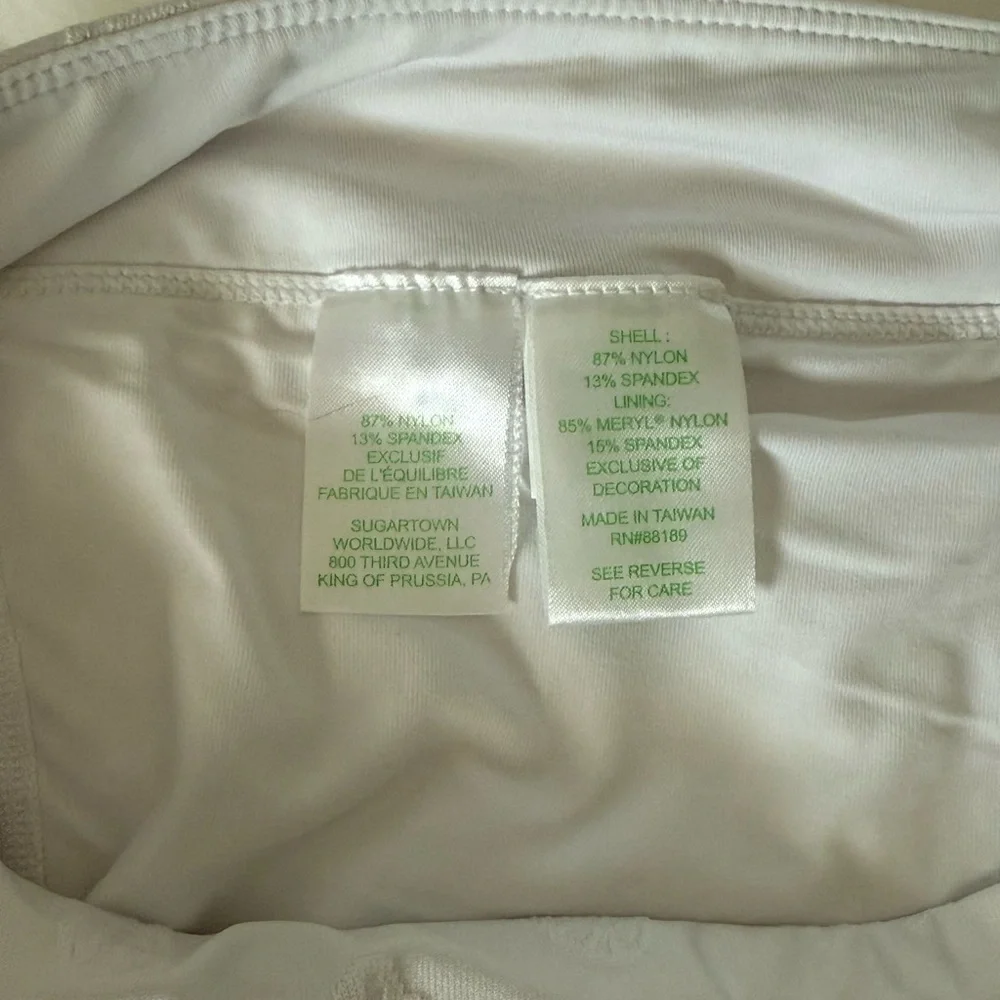 87% NYLON
13% SPANDEX
EXCLUSIF
DE L'ÉQUILIBRE
FABRIQUE EN TAIWAN
SUGARTOWN
WORLDWIDE, LLC
800 THIRD AVENUE
KING OF PRUSSIA, PA
SHELL :
87% NYLON
13% SPANDEX
LINING:
85% MERYL® NYLON
15% SPANDEX
EXCLUSIVE OF
DECORATION
MADE IN TAIWAN
RN#88189
SEE REVERSE
FOR CARE